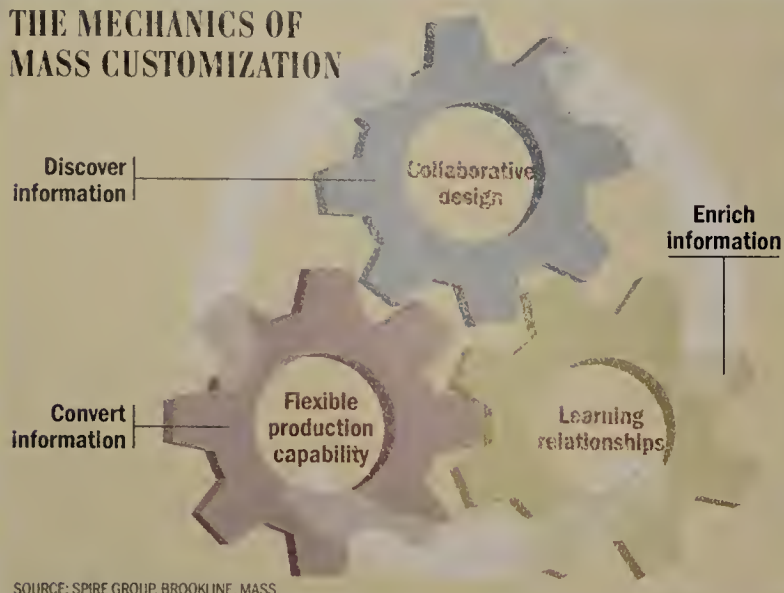 THE MECHANICS OF
MASS CUSTOMIZATION
Discover
information
Collaborative
design
Enrich
information
Convert
information
Flexible
production
capability
Learning
relationships
SOURCE: SPIRE GROUP, BROOKLINE, MASS.